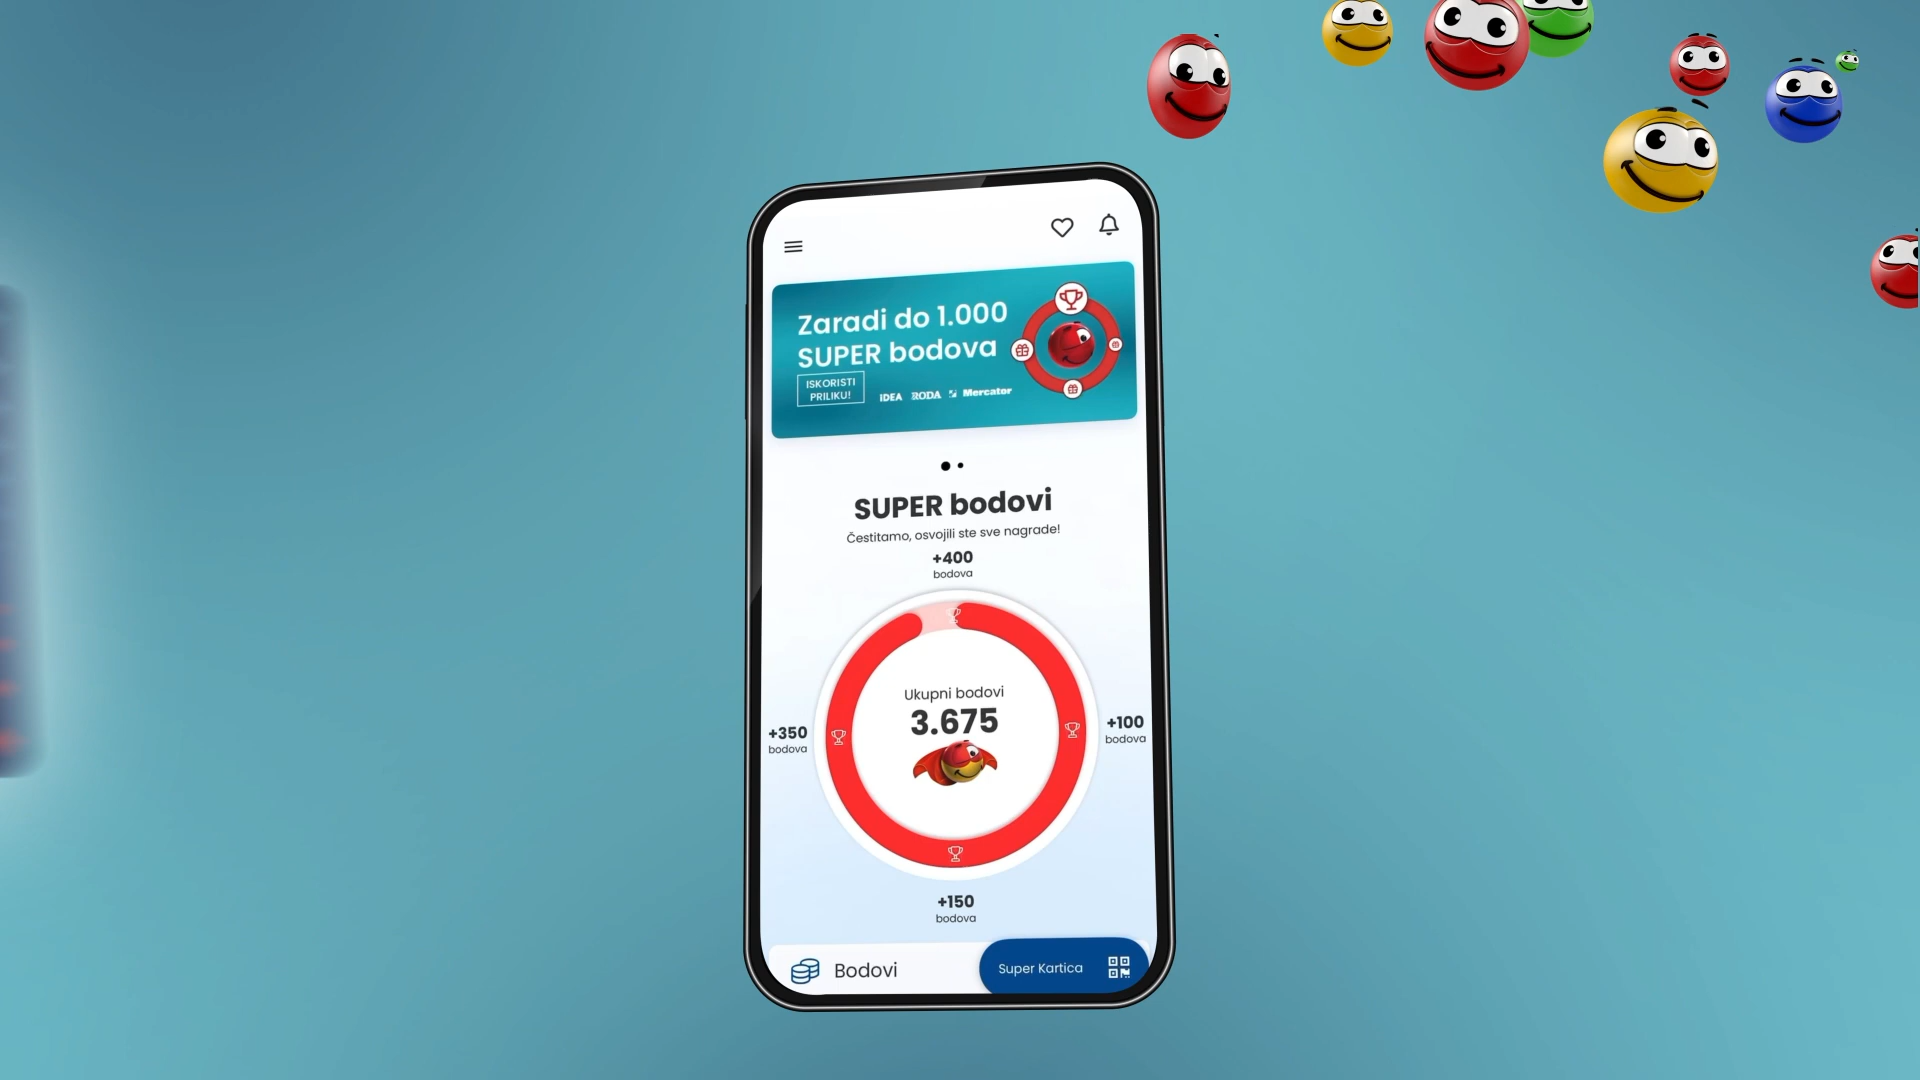 Zaradi do 1.000
SUPER bodova
ISKORISTI
PRILIKU!
IDEA RODA Mercator
SUPER bodovi
Čestitamo, osvojili ste sve nagrade!
+400
bodova
Ukupni bodovi
3.675
+350
bodova
+100
bodova
+150
bodova
Bodovi
Super Kartica